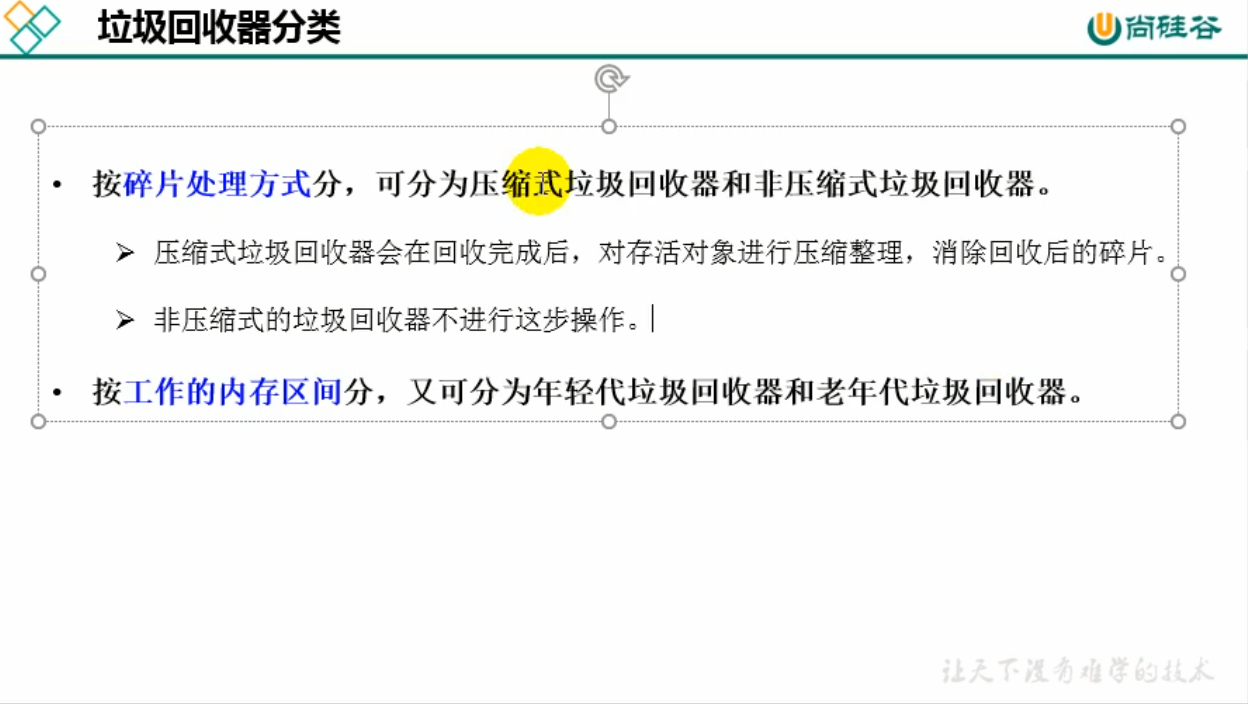 垃圾回收器分类
尚硅谷
• 按碎片处理方式分，可分为压缩式垃圾回收器和非压缩式垃圾回收器。
➢ 压缩式垃圾回收器会在回收完成后，对存活对象进行压缩整理，消除回收后的碎片。
➢ 非压缩式的垃圾回收器不进行这步操作。
• 按工作的内存区间分，又可分为年轻代垃圾回收器和老年代垃圾回收器。
让天下没有难学的技术